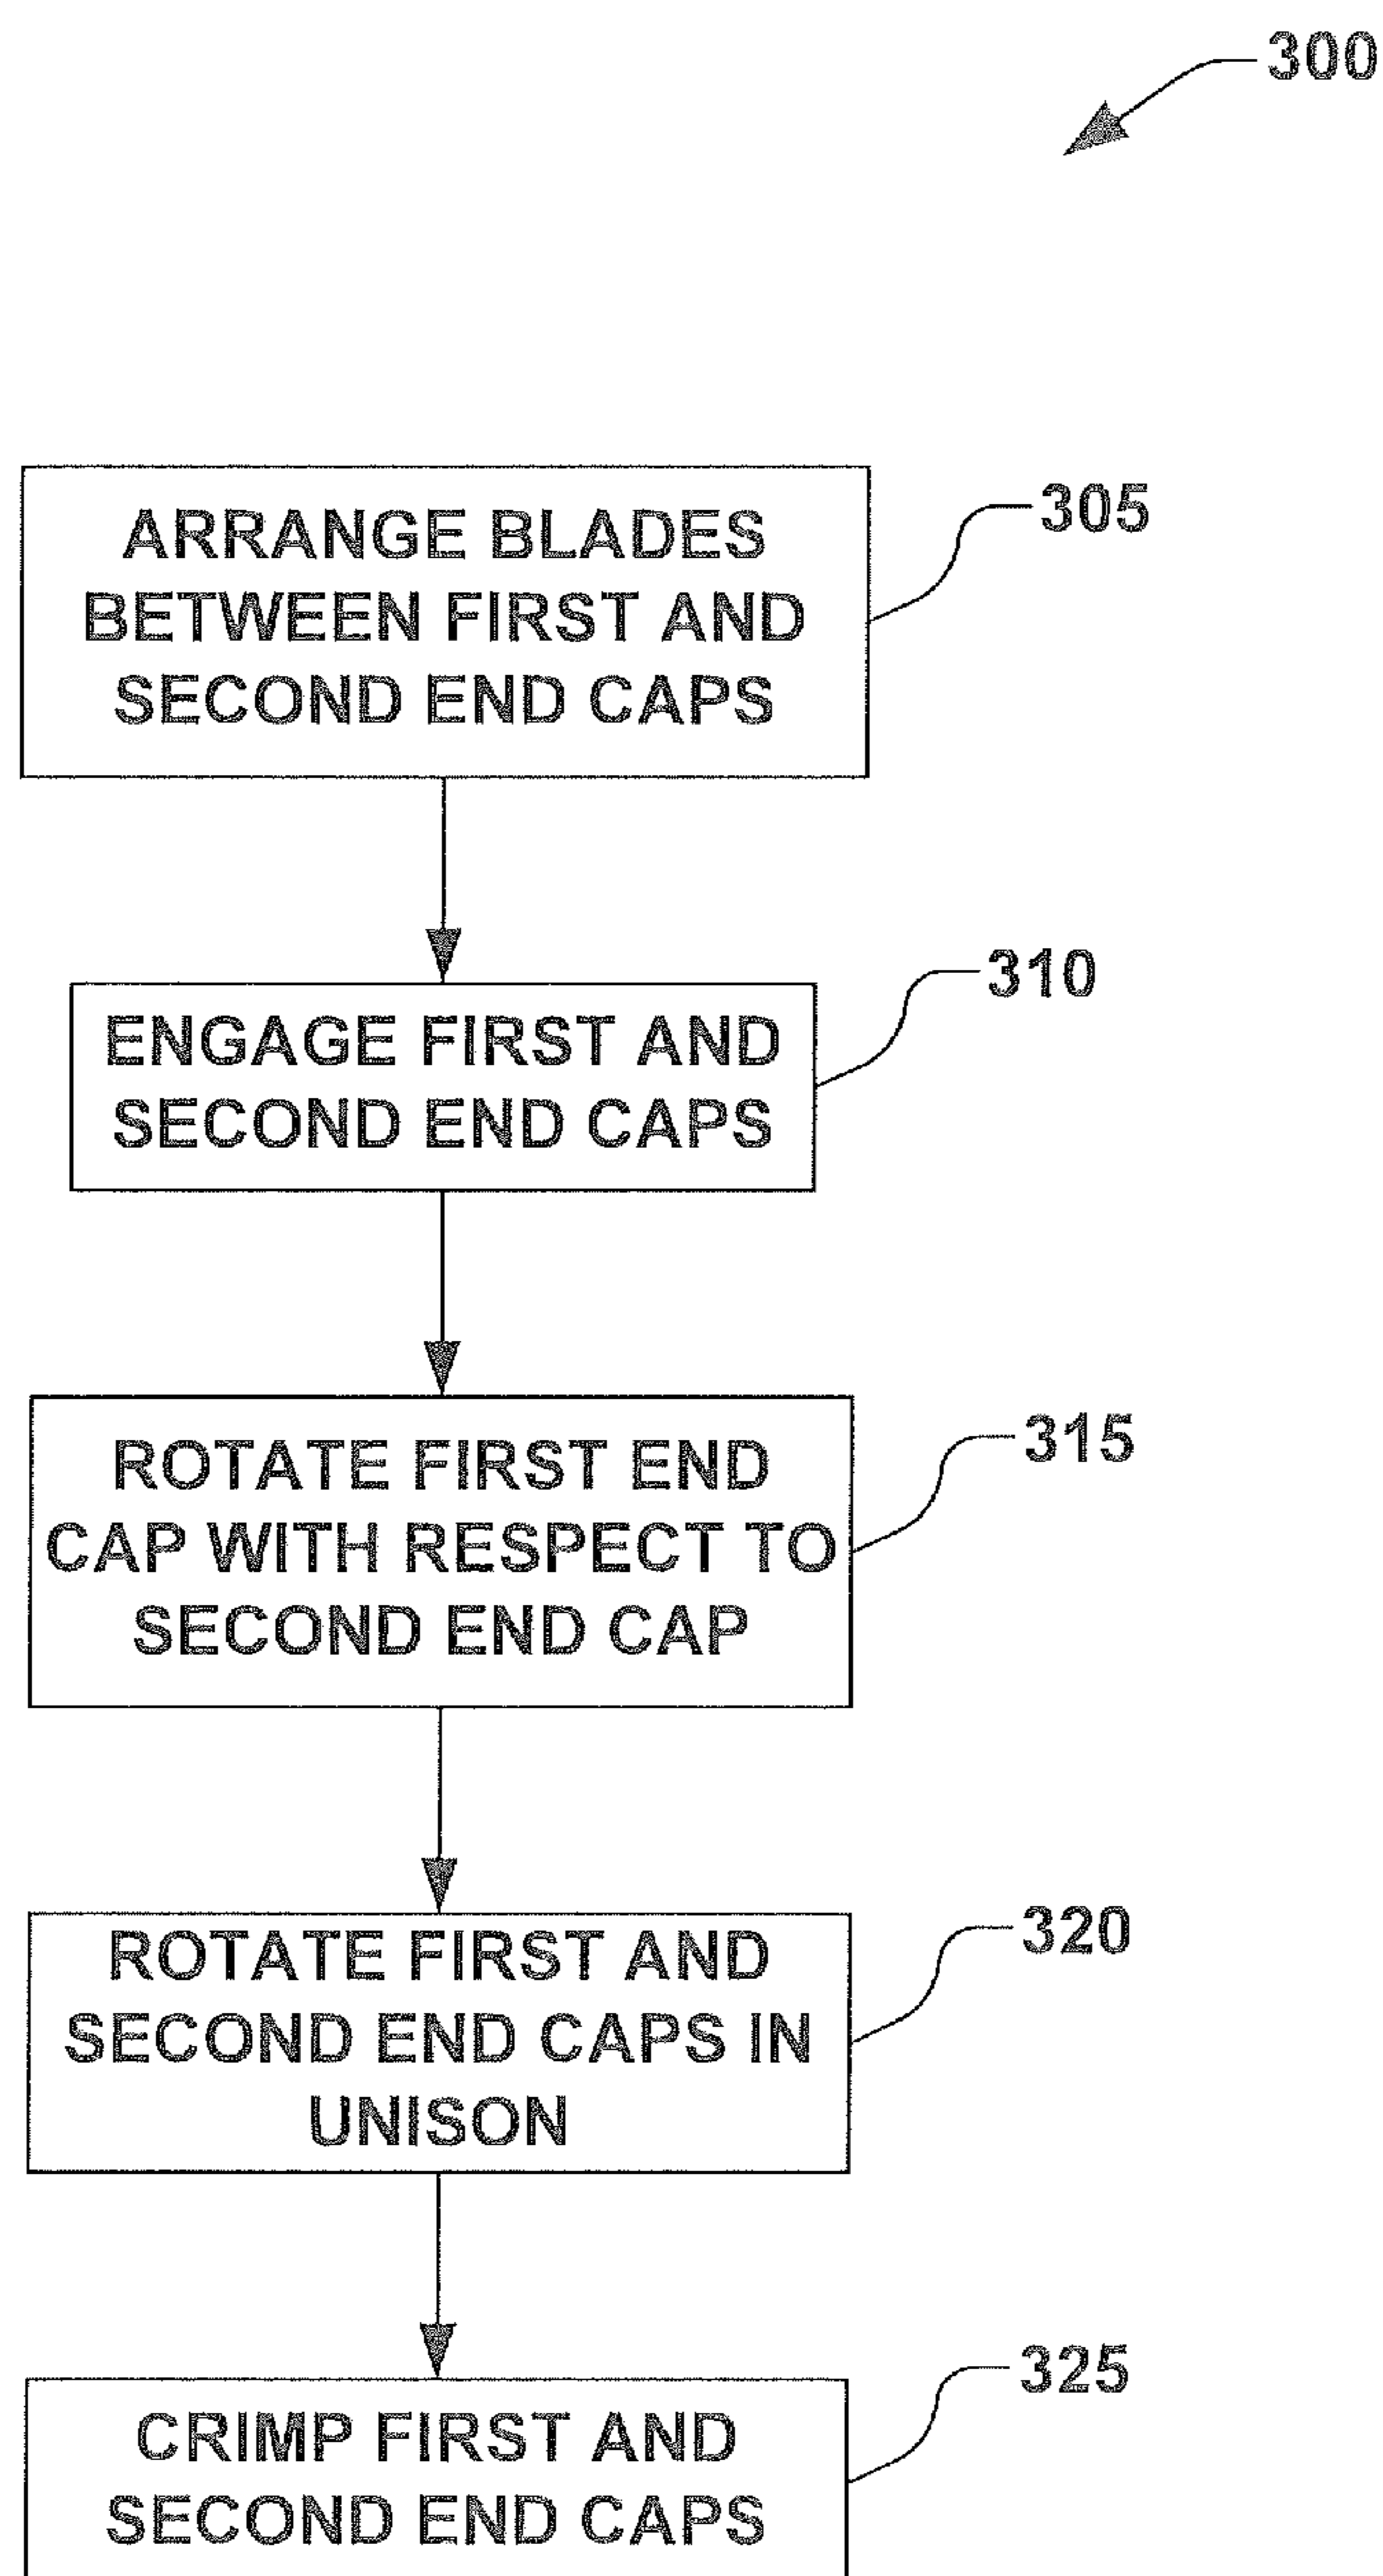 300
ARRANGE BLADES
BETWEEN FIRST AND
SECOND END CAPS
305
ENGAGE FIRST AND
SECOND END CAPS
310
ROTATE FIRST END
CAP WITH RESPECT TO
SECOND END CAP
315
ROTATE FIRST AND
SECOND END CAPS IN
UNISON
320
CRIMP FIRST AND
SECOND END CAPS
325